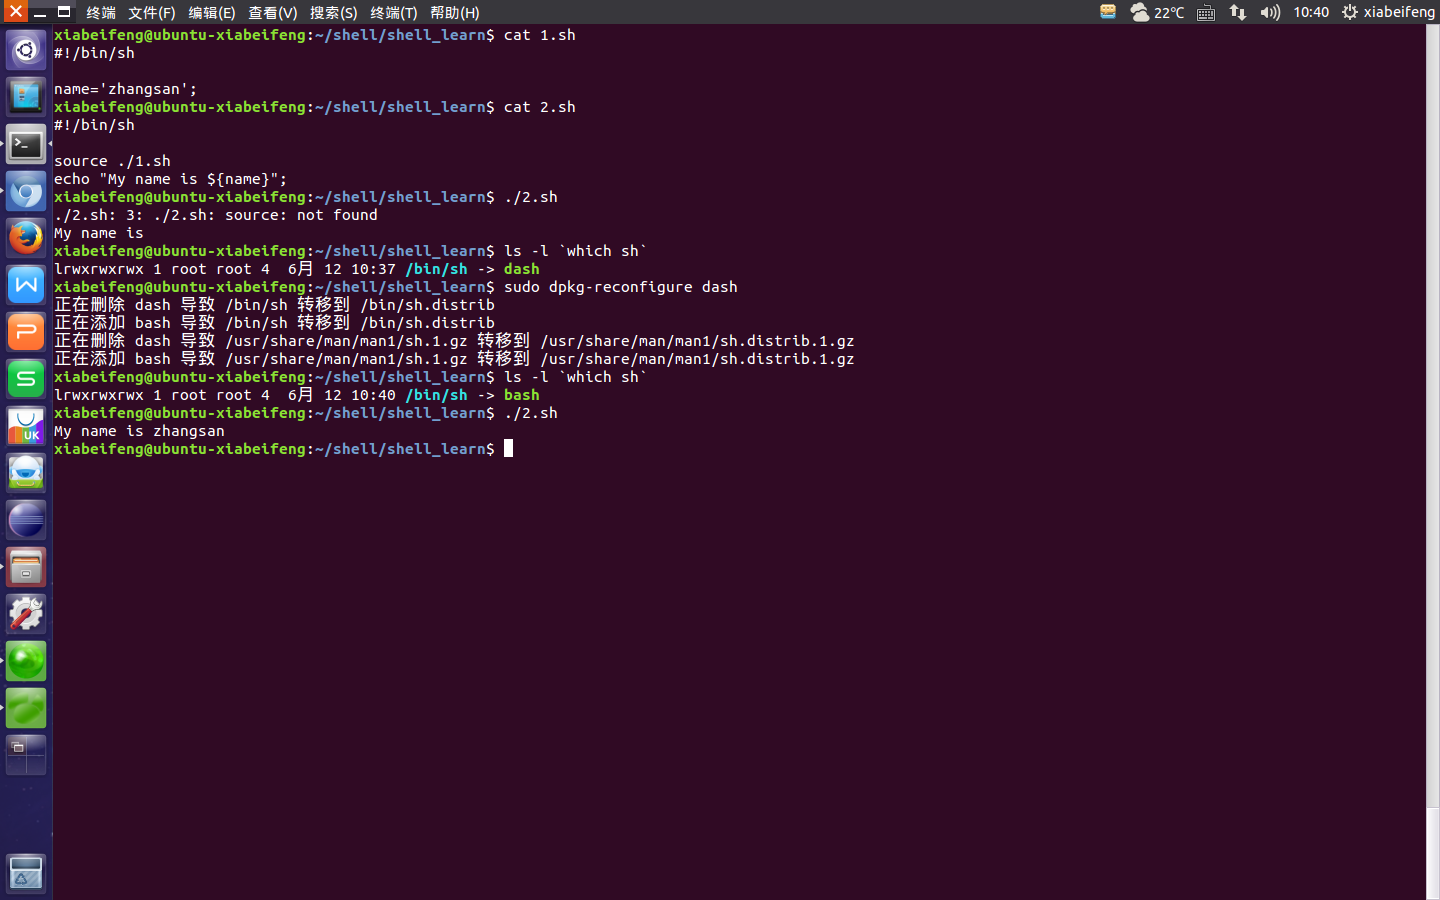 终端 文件(F) 编辑(E) 查看(V) 搜索(S) 终端(T) 帮助(H) 22℃ 10:40 xiabeifeng
xiabeifeng@ubuntu-xiabeifeng:~/shell/shell_learn$ cat 1.sh
#!/bin/sh
name='zhangsan';
xiabeifeng@ubuntu-xiabeifeng:~/shell/shell_learn$ cat 2.sh
#!/bin/sh
source ./1.sh
echo "My name is ${name}";
xiabeifeng@ubuntu-xiabeifeng:~/shell/shell_learn$ ./2.sh
./2.sh: 3: ./2.sh: source: not found
My name is
xiabeifeng@ubuntu-xiabeifeng:~/shell/shell_learn$ ls -l `which sh`
lrwxrwxrwx 1 root root 4  6月 12 10:37 /bin/sh -> dash
xiabeifeng@ubuntu-xiabeifeng:~/shell/shell_learn$ sudo dpkg-reconfigure dash
正在删除 dash 导致 /bin/sh 转移到 /bin/sh.distrib
正在添加 bash 导致 /bin/sh 转移到 /bin/sh.distrib
正在删除 dash 导致 /usr/share/man/man1/sh.1.gz 转移到 /usr/share/man/man1/sh.distrib.1.gz
正在添加 bash 导致 /usr/share/man/man1/sh.1.gz 转移到 /usr/share/man/man1/sh.distrib.1.gz
xiabeifeng@ubuntu-xiabeifeng:~/shell/shell_learn$ ls -l `which sh`
lrwxrwxrwx 1 root root 4  6月 12 10:40 /bin/sh -> bash
xiabeifeng@ubuntu-xiabeifeng:~/shell/shell_learn$ ./2.sh
My name is zhangsan
xiabeifeng@ubuntu-xiabeifeng:~/shell/shell_learn$
UK